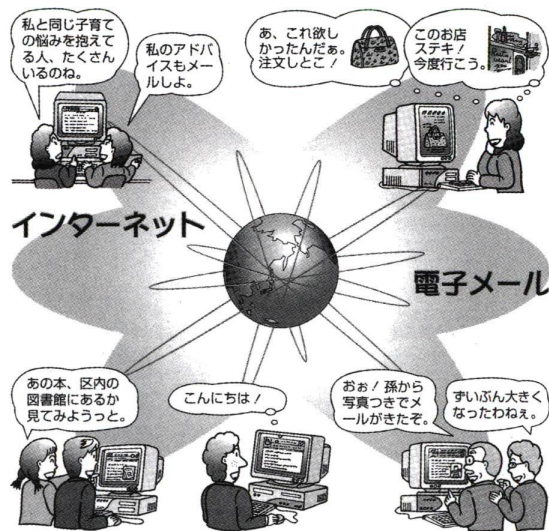 私と同じ子育て
の悩みを抱えて
る人、たくさん
いるのね。
私のアドバ
イスもメー
ルしよ。
あ、これ欲し
かったんだぁ。
注文しとこ!
このお店
ステキ!
今度行こう。
インターネット
電子メール
あの本、区内の
図書館にあるか
見てみようっと。
こんにちは!
おぉ!孫から
写真つきでメ
ールがきたぞ。
ずいぶん大きく
なったわねぇ。